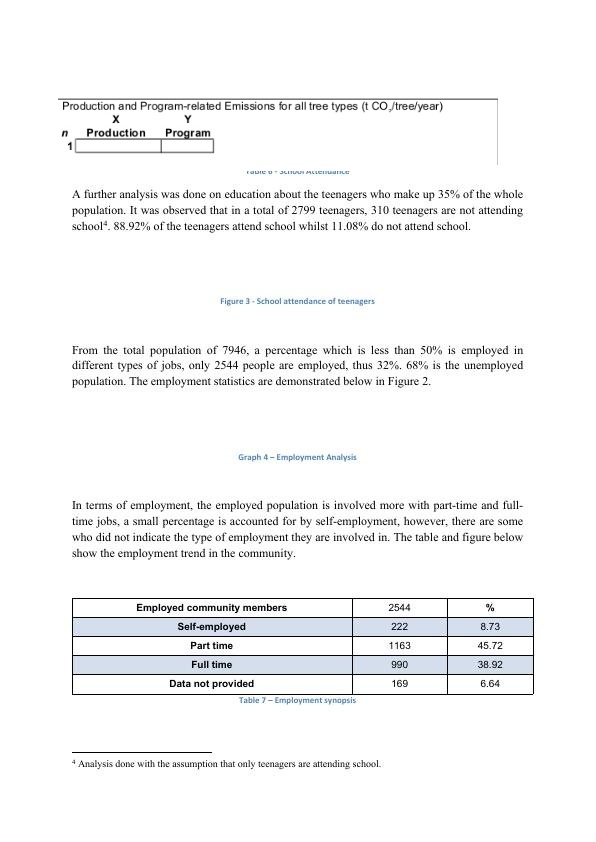 Production and Program-related Emissions for all tree types (t CO₂/tree/year)
X Y
n Production Program
1
Table 6 - School Attendance
A further analysis was done on education about the teenagers who make up 35% of the whole
population. It was observed that in a total of 2799 teenagers, 310 teenagers are not attending
school⁴. 88.92% of the teenagers attend school whilst 11.08% do not attend school.
Figure 3 - School attendance of teenagers
From the total population of 7946, a percentage which is less than 50% is employed in
different types of jobs, only 2544 people are employed, thus 32%. 68% is the unemployed
population. The employment statistics are demonstrated below in Figure 2.
Graph 4 – Employment Analysis
In terms of employment, the employed population is involved more with part-time and full-
time jobs, a small percentage is accounted for by self-employment, however, there are some
who did not indicate the type of employment they are involved in. The table and figure below
show the employment trend in the community.
Employed community members 2544 %
Self-employed 222 8.73
Part time 1163 45.72
Full time 990 38.92
Data not provided 169 6.64
Table 7 – Employment synopsis
⁴ Analysis done with the assumption that only teenagers are attending school.